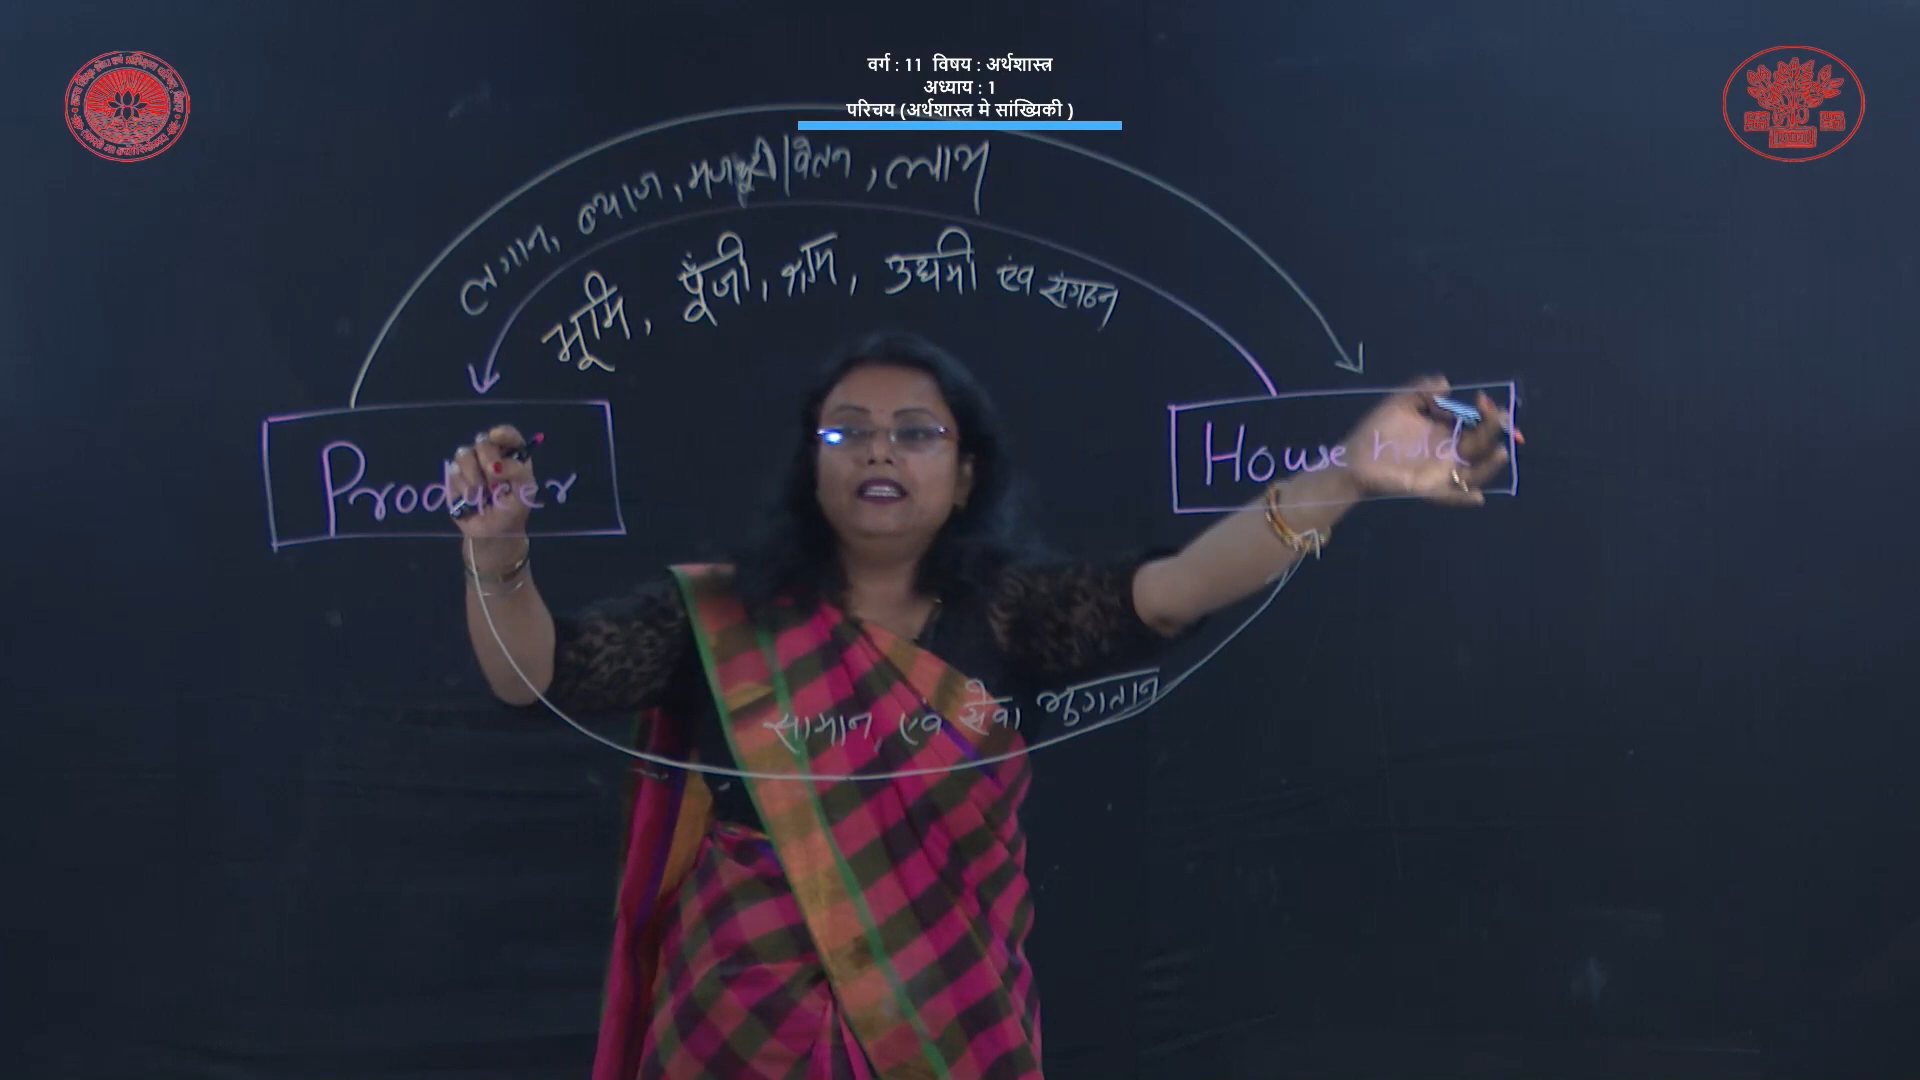 वर्ग : 11 विषय : अर्थशास्त्र
अध्याय : 1
परिचय (अर्थशास्त्र मे सांख्यिकी )
लगान, ब्याज, मजदूरी/वेतन, लाभ
भूमि, पूँजी, श्रम, उद्यमी एंव संगठन
Producer
House hold
सामान एवं सेवा भुगतान